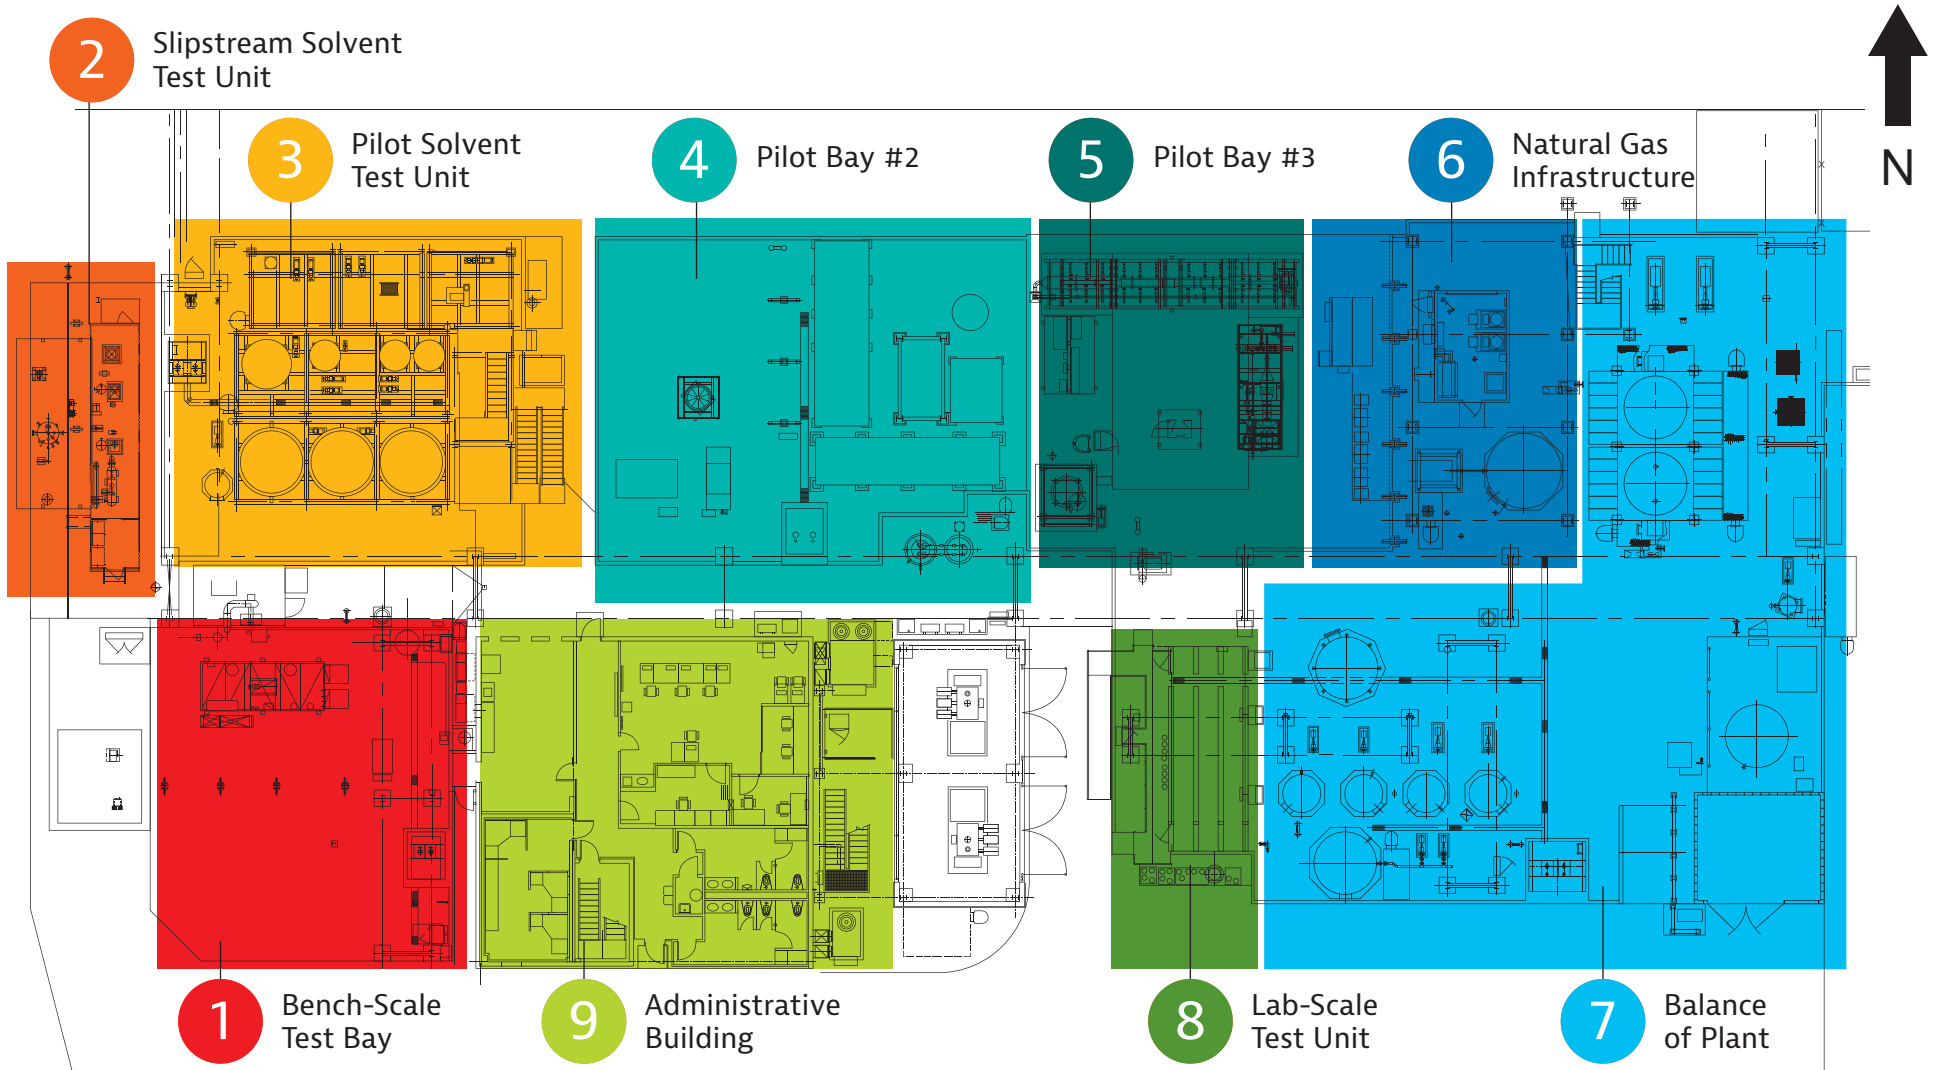 2
Slipstream Solvent
Test Unit
3
Pilot Solvent
Test Unit
4
Pilot Bay #2
5
Pilot Bay #3
6
Natural Gas
Infrastructure
N
1
Bench-Scale
Test Bay
9
Administrative
Building
8
Lab-Scale
Test Unit
7
Balance
of Plant